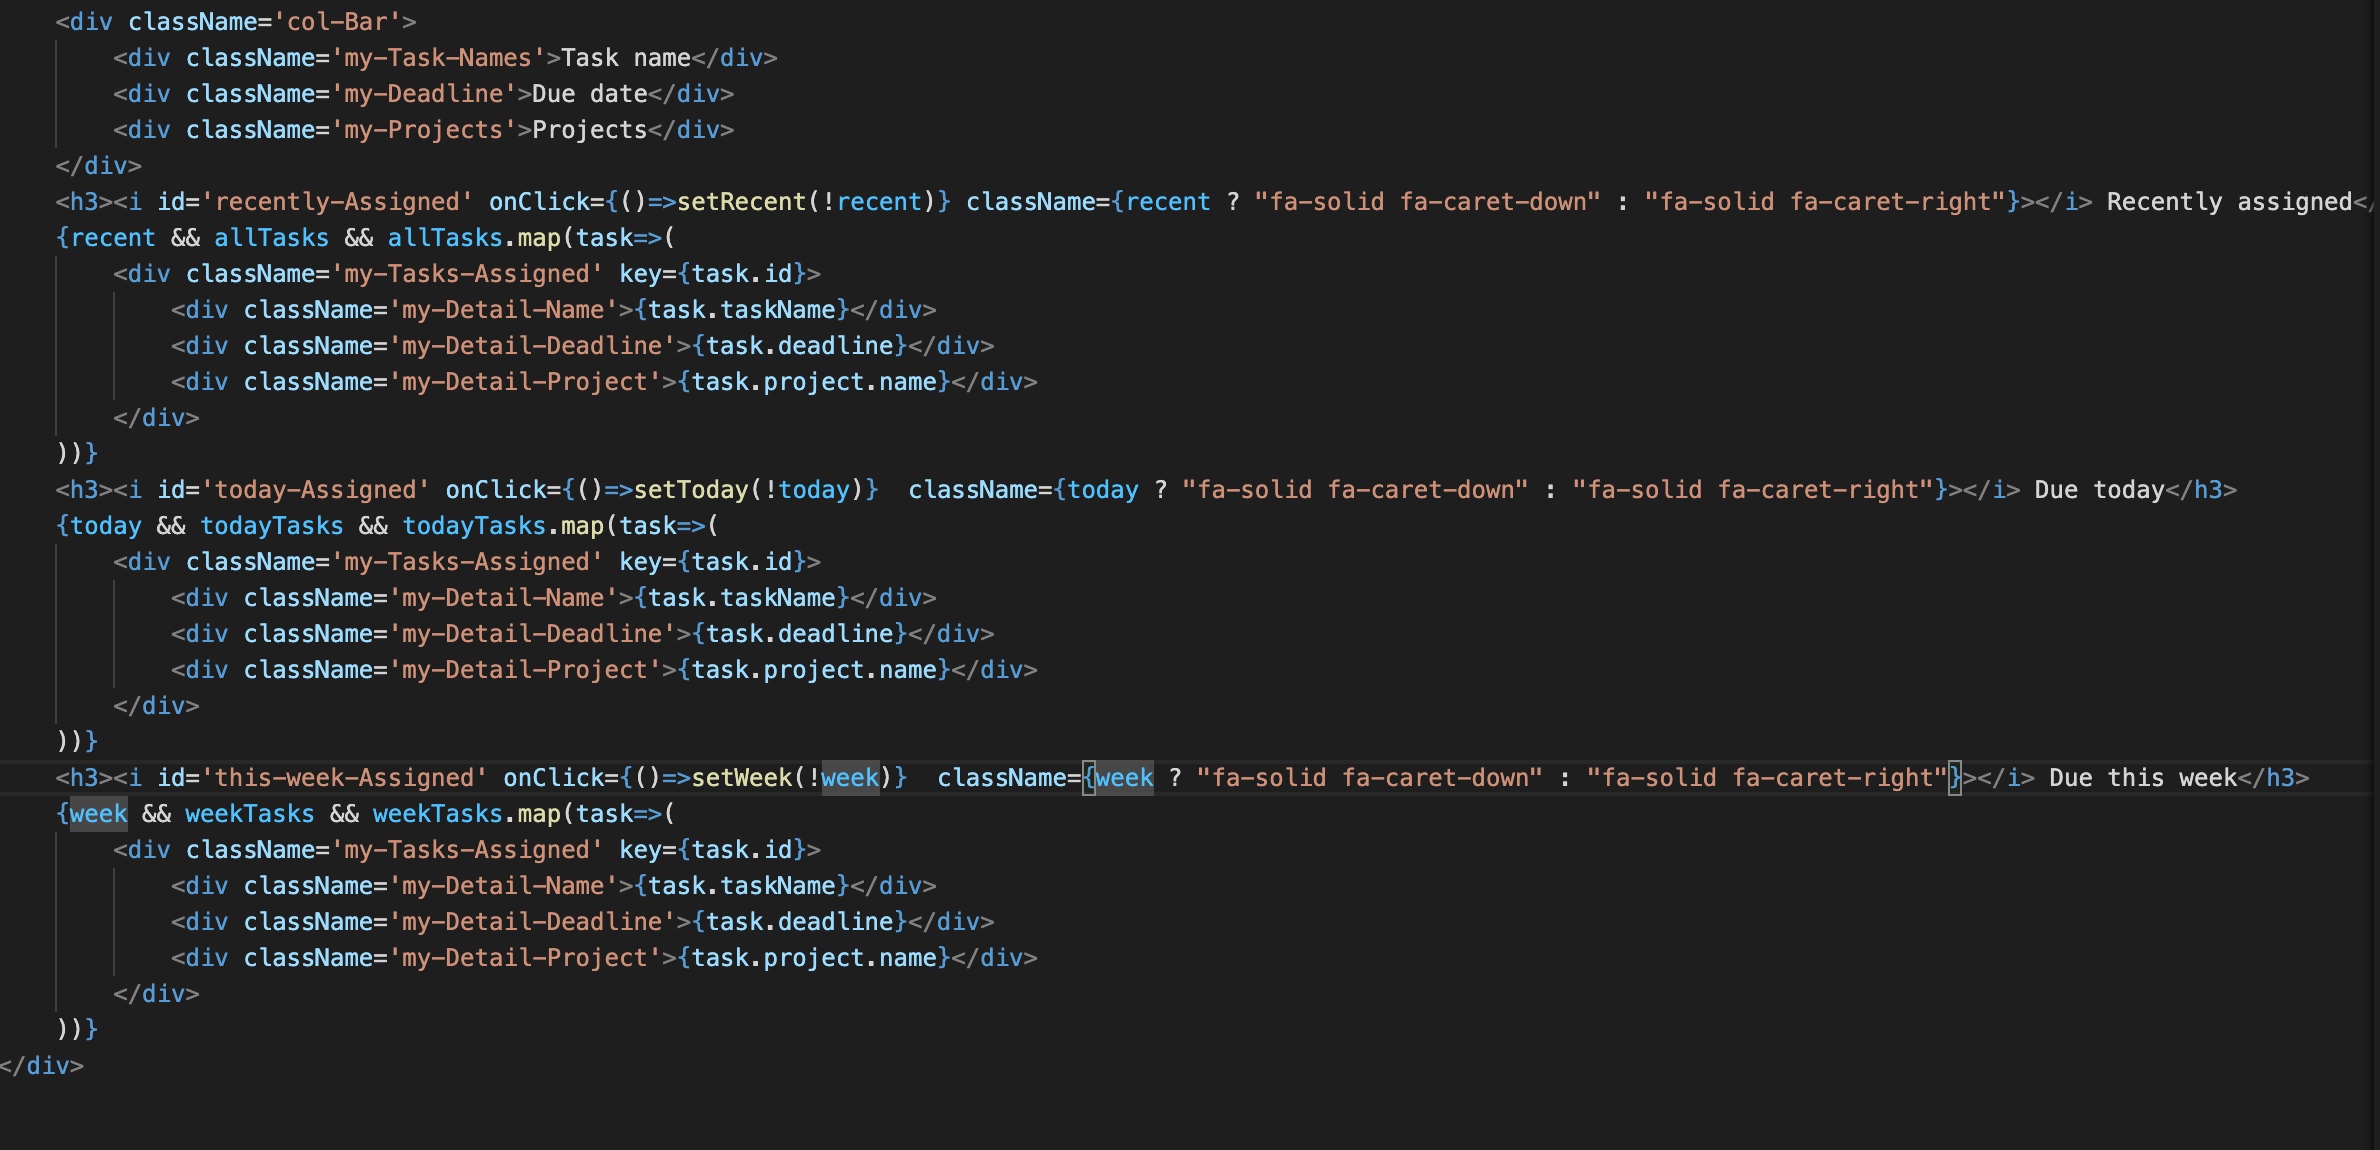 <div className='col-Bar'>
<div className='my-Task-Names'>Task name</div>
<div className='my-Deadline'>Due date</div>
<div className='my-Projects'>Projects</div>
</div>
<h3><i id='recently-Assigned' onClick={()=>setRecent(!recent)} className={recent ? "fa-solid fa-caret-down" : "fa-solid fa-caret-right"}></i> Recently assigned</
{recent && allTasks && allTasks.map(task=>(
<div className='my-Tasks-Assigned' key={task.id}>
<div className='my-Detail-Name'>{task.taskName}</div>
<div className='my-Detail-Deadline'>{task.deadline}</div>
<div className='my-Detail-Project'>{task.project.name}</div>
</div>
))}
<h3><i id='today-Assigned' onClick={()=>setToday(!today)}  className={today ? "fa-solid fa-caret-down" : "fa-solid fa-caret-right"}></i> Due today</h3>
{today && todayTasks && todayTasks.map(task=>(
<div className='my-Tasks-Assigned' key={task.id}>
<div className='my-Detail-Name'>{task.taskName}</div>
<div className='my-Detail-Deadline'>{task.deadline}</div>
<div className='my-Detail-Project'>{task.project.name}</div>
</div>
))}
<h3><i id='this-week-Assigned' onClick={()=>setWeek(!week)}  className={week ? "fa-solid fa-caret-down" : "fa-solid fa-caret-right"}></i> Due this week</h3>
{week && weekTasks && weekTasks.map(task=>(
<div className='my-Tasks-Assigned' key={task.id}>
<div className='my-Detail-Name'>{task.taskName}</div>
<div className='my-Detail-Deadline'>{task.deadline}</div>
<div className='my-Detail-Project'>{task.project.name}</div>
</div>
))}
</div>